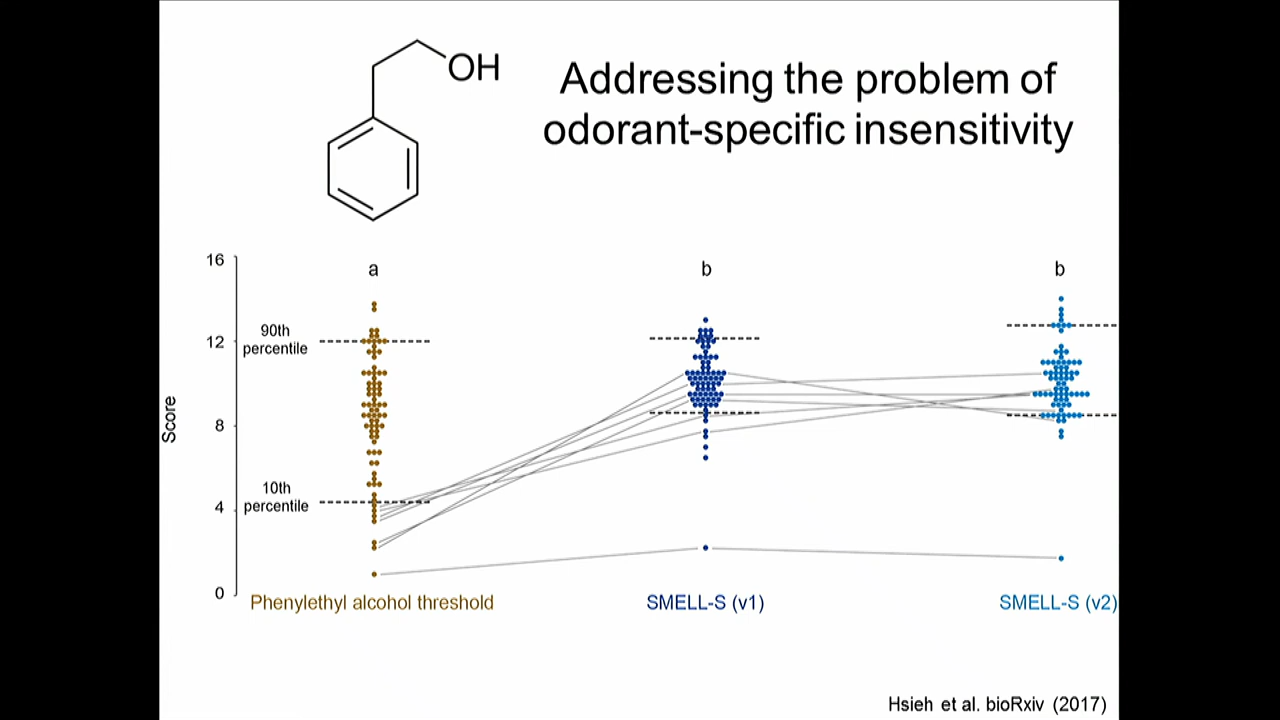 OH
Addressing the problem of
odorant-specific insensitivity
16
12
8
4
0
Score
90th
percentile
10th
percentile
a
b
b
Phenylethyl alcohol threshold
SMELL-S (v1)
SMELL-S (v2)
Hsieh et al. bioRxiv (2017)